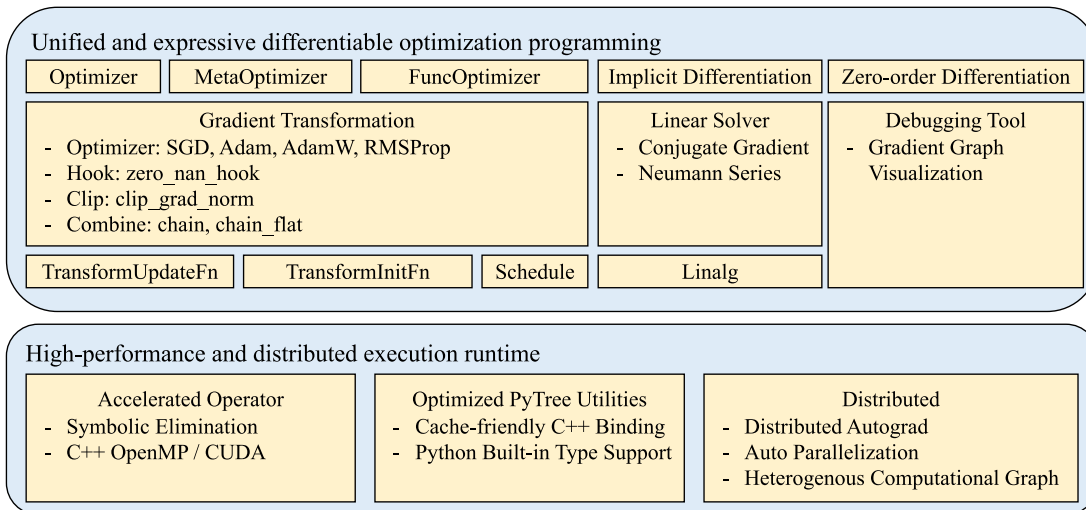 Unified and expressive differentiable optimization programming
Optimizer
MetaOptimizer
FuncOptimizer
Implicit Differentiation
Zero-order Differentiation
Gradient Transformation
- Optimizer: SGD, Adam, AdamW, RMSProp
- Hook: zero_nan_hook
- Clip: clip_grad_norm
- Combine: chain, chain_flat
Linear Solver
- Conjugate Gradient
- Neumann Series
Debugging Tool
- Gradient Graph
Visualization
TransformUpdateFn
TransformInitFn
Schedule
Linalg
High-performance and distributed execution runtime
Accelerated Operator
- Symbolic Elimination
- C++ OpenMP / CUDA
Optimized PyTree Utilities
- Cache-friendly C++ Binding
- Python Built-in Type Support
Distributed
- Distributed Autograd
- Auto Parallelization
- Heterogenous Computational Graph